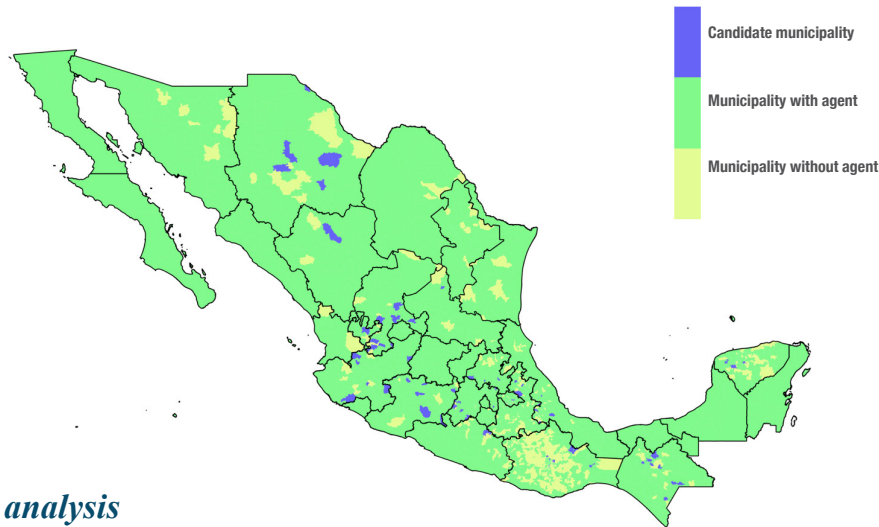 Candidate municipality
Municipality with agent
Municipality without agent
analysis